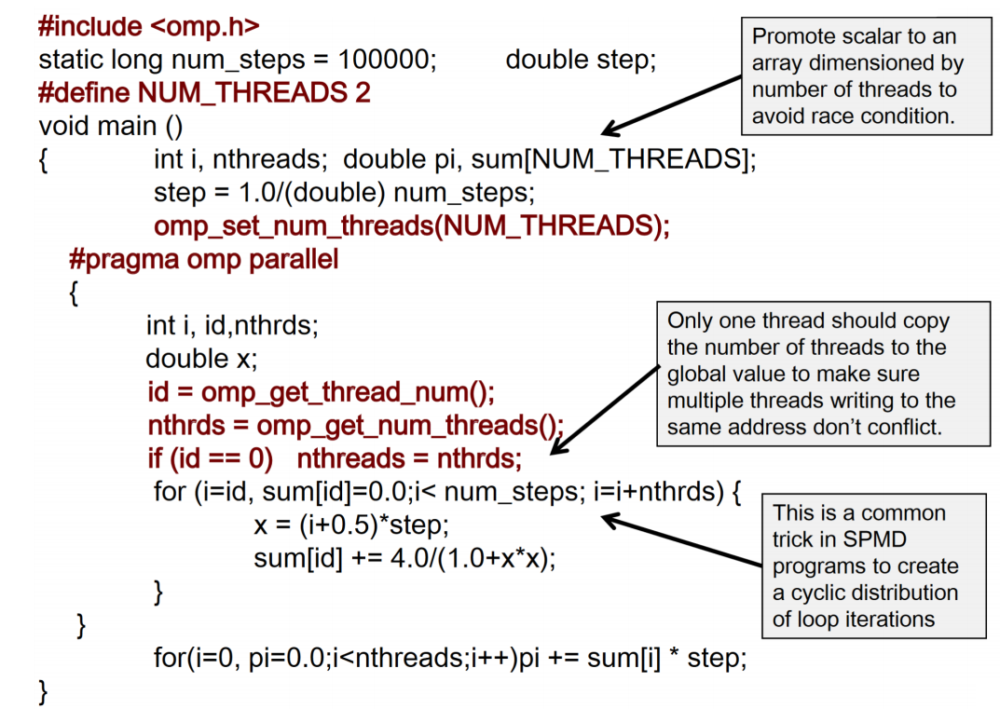 #include <omp.h>
static long num_steps = 100000; double step;
#define NUM_THREADS 2
void main ()
{ int i, nthreads; double pi, sum[NUM_THREADS];
step = 1.0/(double) num_steps;
omp_set_num_threads(NUM_THREADS);
#pragma omp parallel
{
int i, id,nthrds;
double x;
id = omp_get_thread_num();
nthrds = omp_get_num_threads();
if (id == 0) nthreads = nthrds;
for (i=id, sum[id]=0.0;i< num_steps; i=i+nthrds) {
x = (i+0.5)*step;
sum[id] += 4.0/(1.0+x*x);
}
}
for(i=0, pi=0.0;i<nthreads;i++)pi += sum[i] * step;
}
Promote scalar to an
array dimensioned by
number of threads to
avoid race condition.
Only one thread should copy
the number of threads to the
global value to make sure
multiple threads writing to the
same address don’t conflict.
This is a common
trick in SPMD
programs to create
a cyclic distribution
of loop iterations